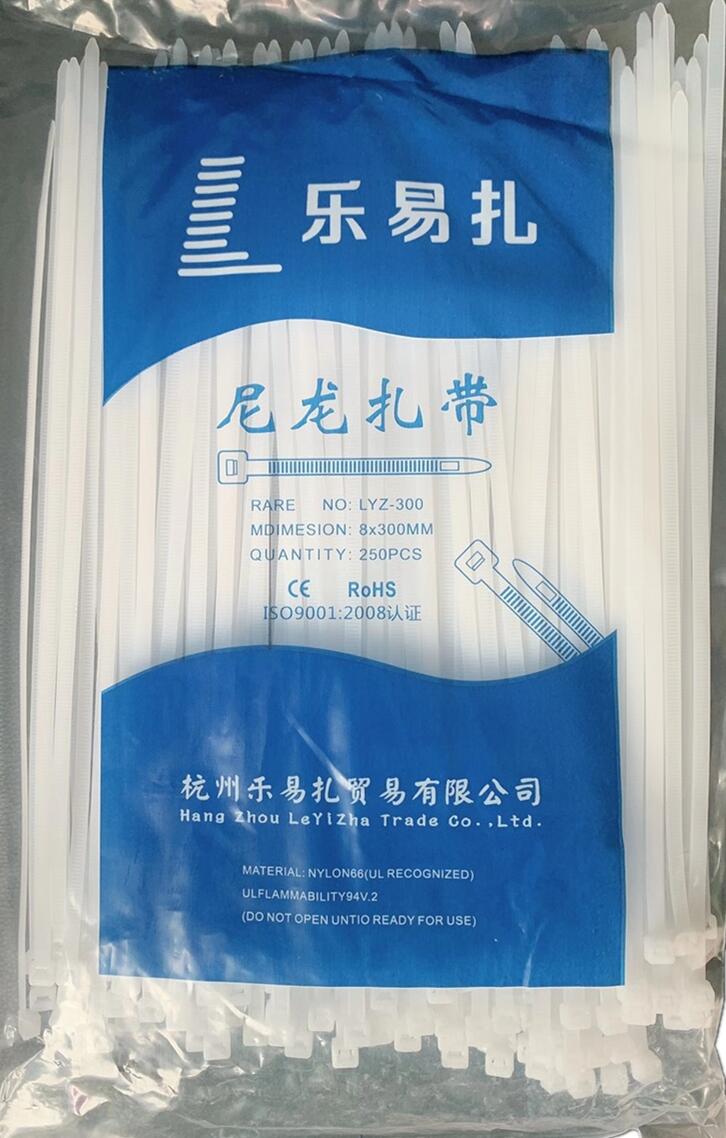 乐易扎
尼龙扎带
RARE NO: LYZ-300
MDIMESION: 8x300MM
QUANTITY: 250PCS
CE RoHS
ISO9001:2008认证
杭州乐易扎贸易有限公司
Hang Zhou LeYiZha Trade Co.,Ltd.
MATERIAL: NYLON66(UL RECOGNIZED)
ULFLAMMABILITY94V.2
(DO NOT OPEN UNTIO READY FOR USE)